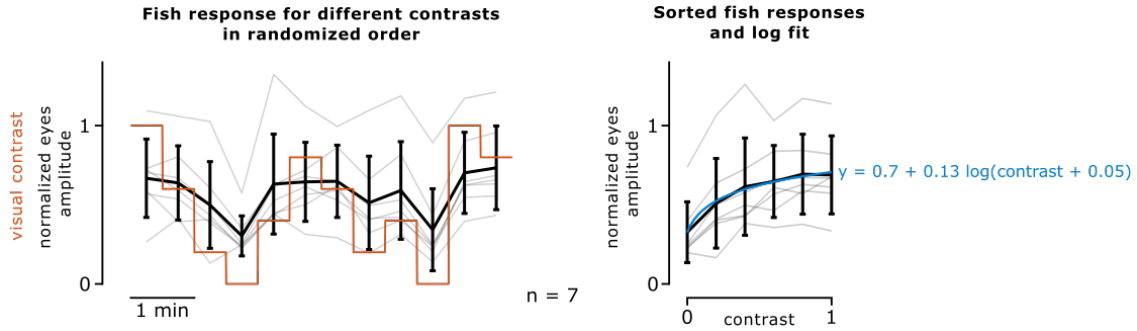 Fish response for different contrasts
in randomized order
visual contrast
normalized eyes
amplitude
1
0
1 min
n = 7
Sorted fish responses
and log fit
normalized eyes
amplitude
1
0
y = 0.7 + 0.13 log(contrast + 0.05)
0
1
contrast